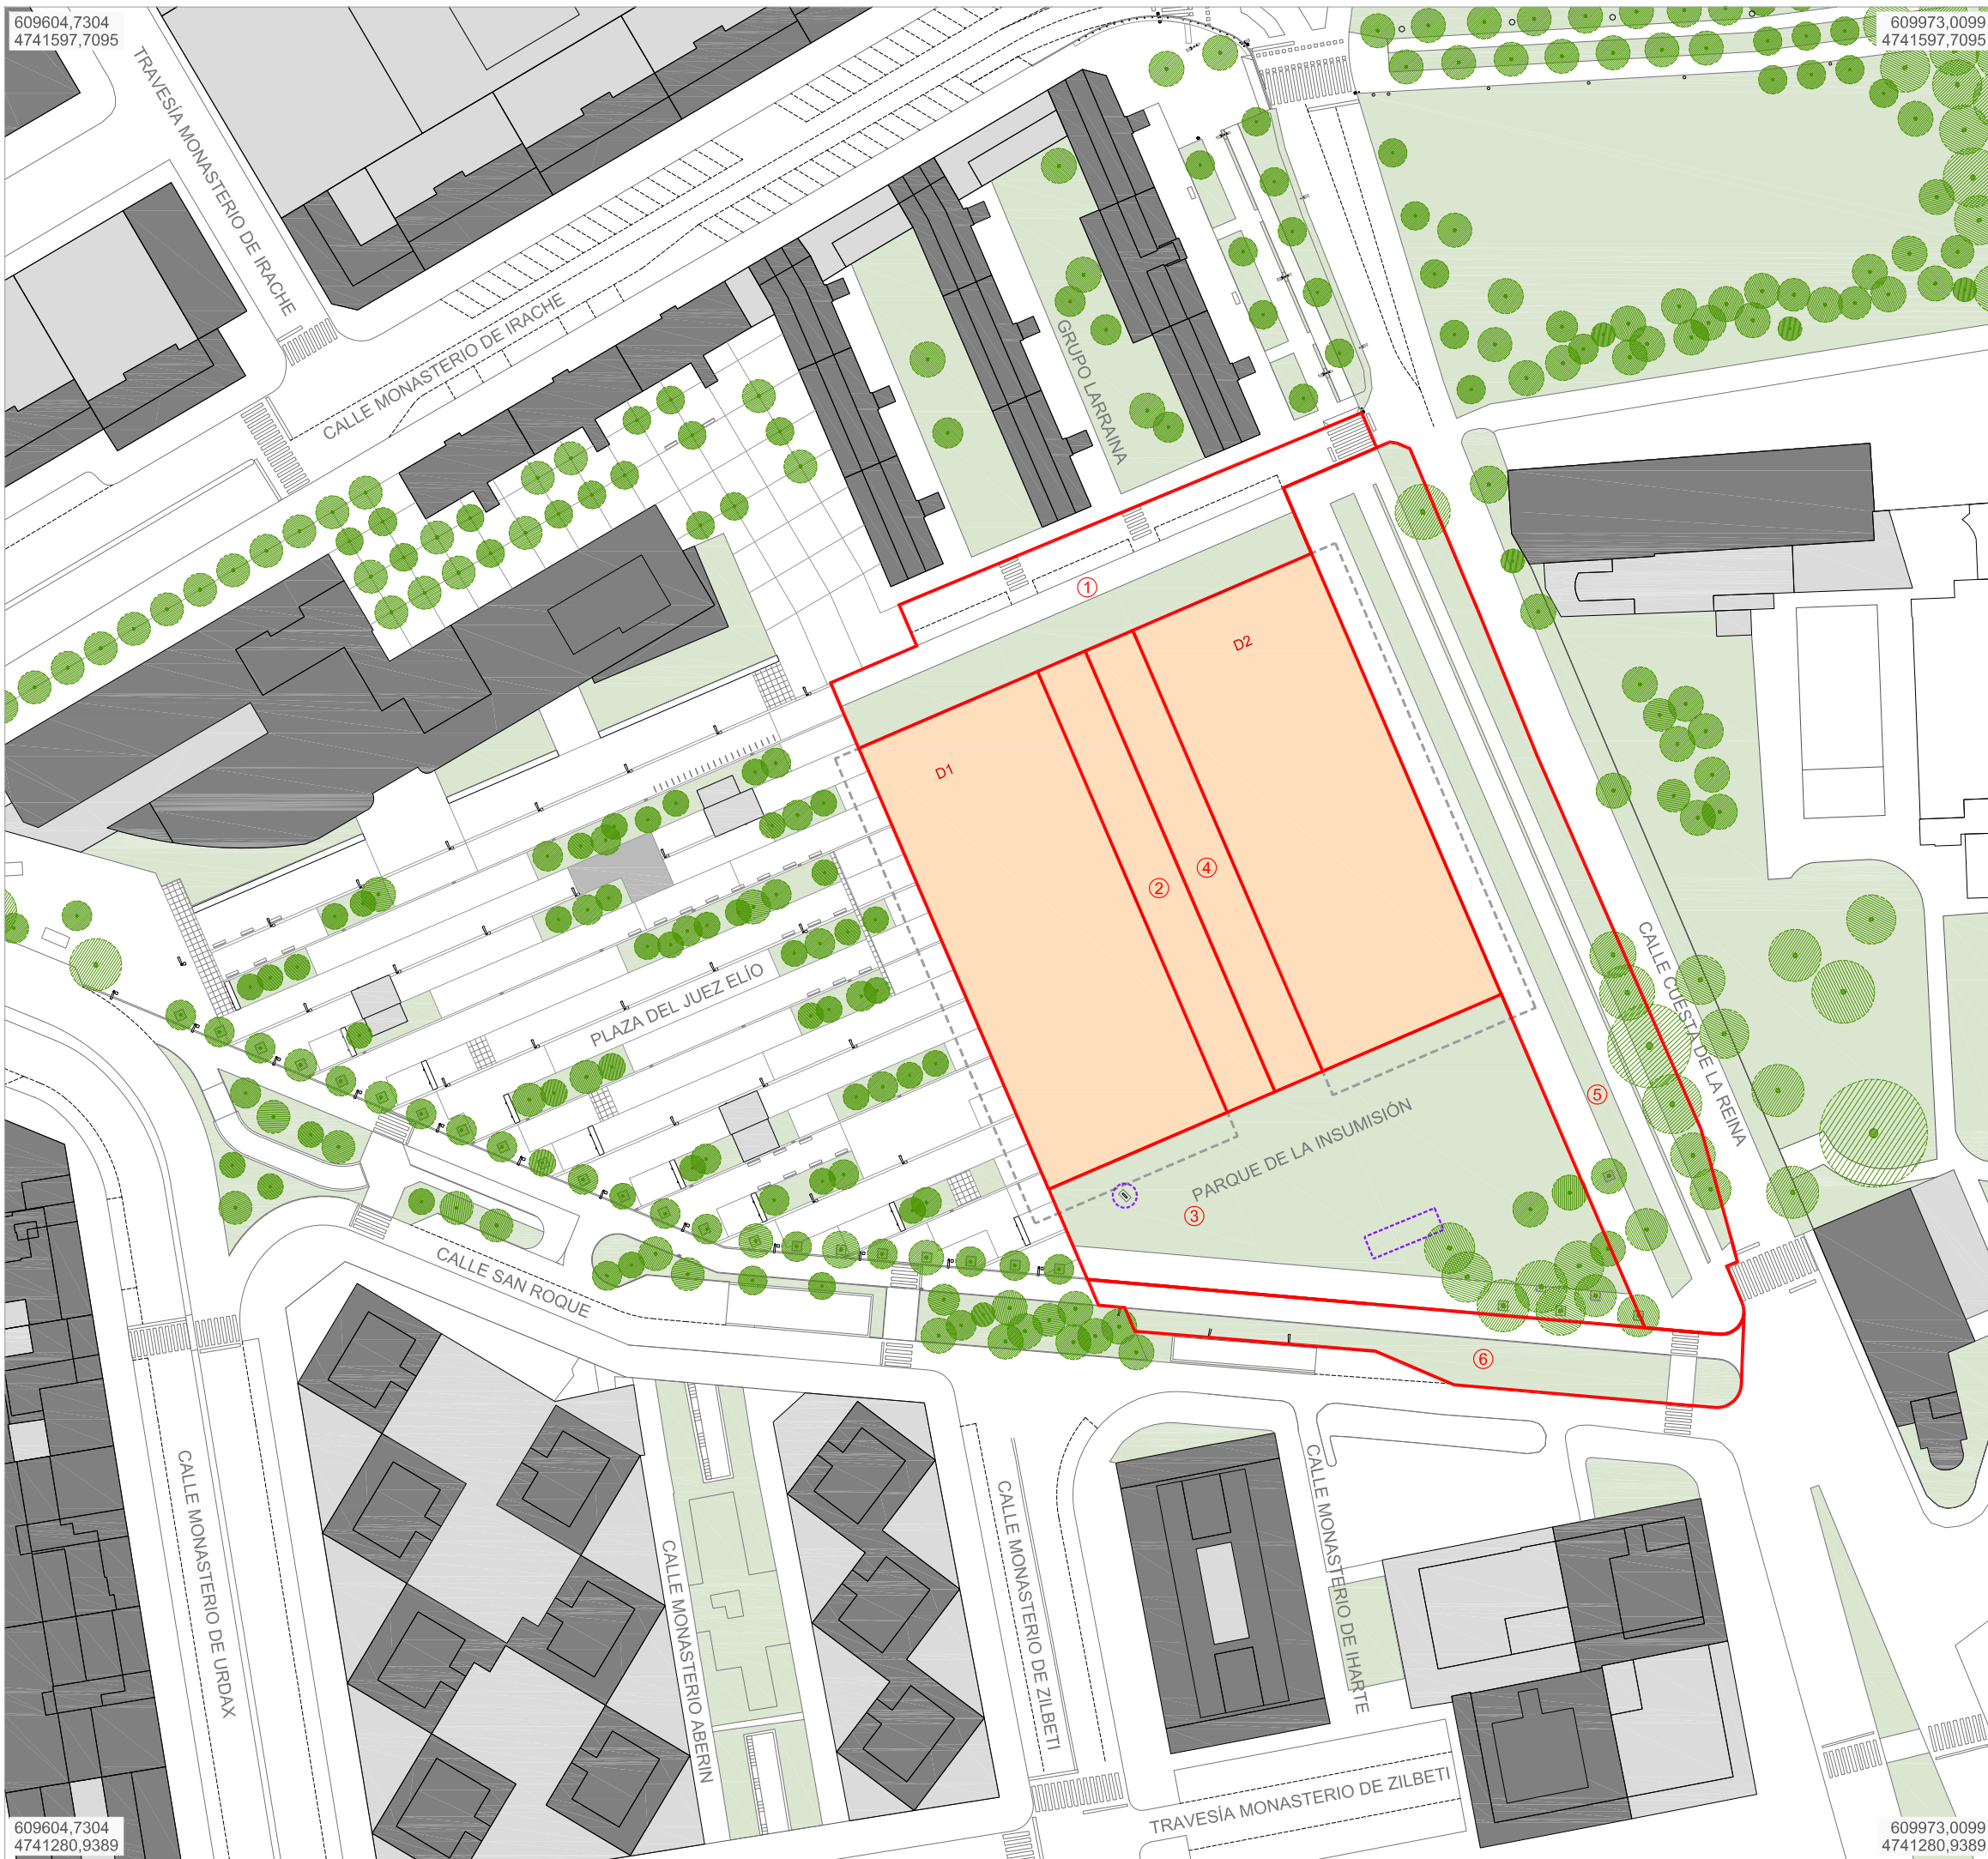 609604,7304
4741597,7095
609973,0099
4741597,7095
TRAVESÍA MONASTERIO DE IRACHE
CALLE MONASTERIO DE IRACHE
GRUPO LARRAINA
①
D2
D1
④
②
CALLE CUESTA DE LA REINA
PLAZA DEL JUEZ ELÍO
⑤
PARQUE DE LA INSUMISIÓN
③
CALLE SAN ROQUE
⑥
CALLE MONASTERIO DE URDAX
CALLE MONASTERIO ABERIN
CALLE MONASTERIO DE ZILBETI
CALLE MONASTERIO DE IHARTE
TRAVESÍA MONASTERIO DE ZILBETI
609604,7304
4741280,9389
609973,0099
4741280,9389